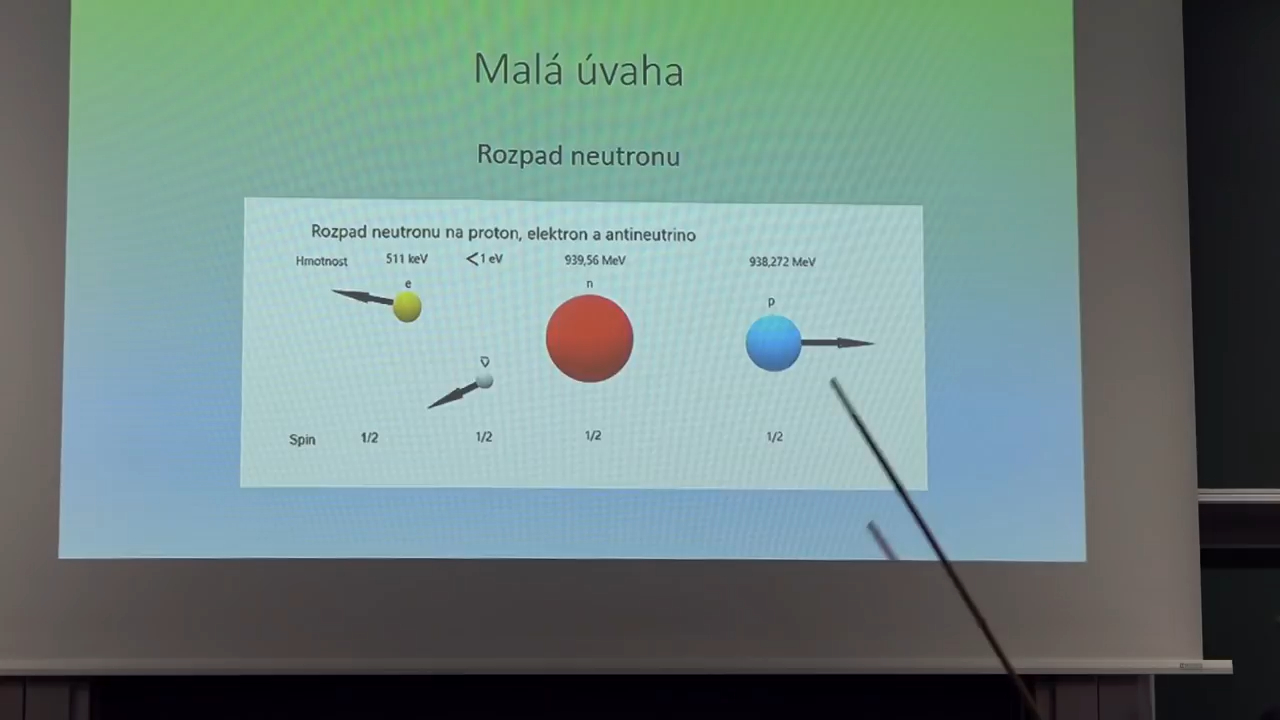 Malá úvaha
Rozpad neutronu
Rozpad neutronu na proton, elektron a antineutrino
Hmotnost 511 keV <1 eV 939,56 MeV 938,272 MeV
e n p
ν̅
Spin 1/2 1/2 1/2 1/2